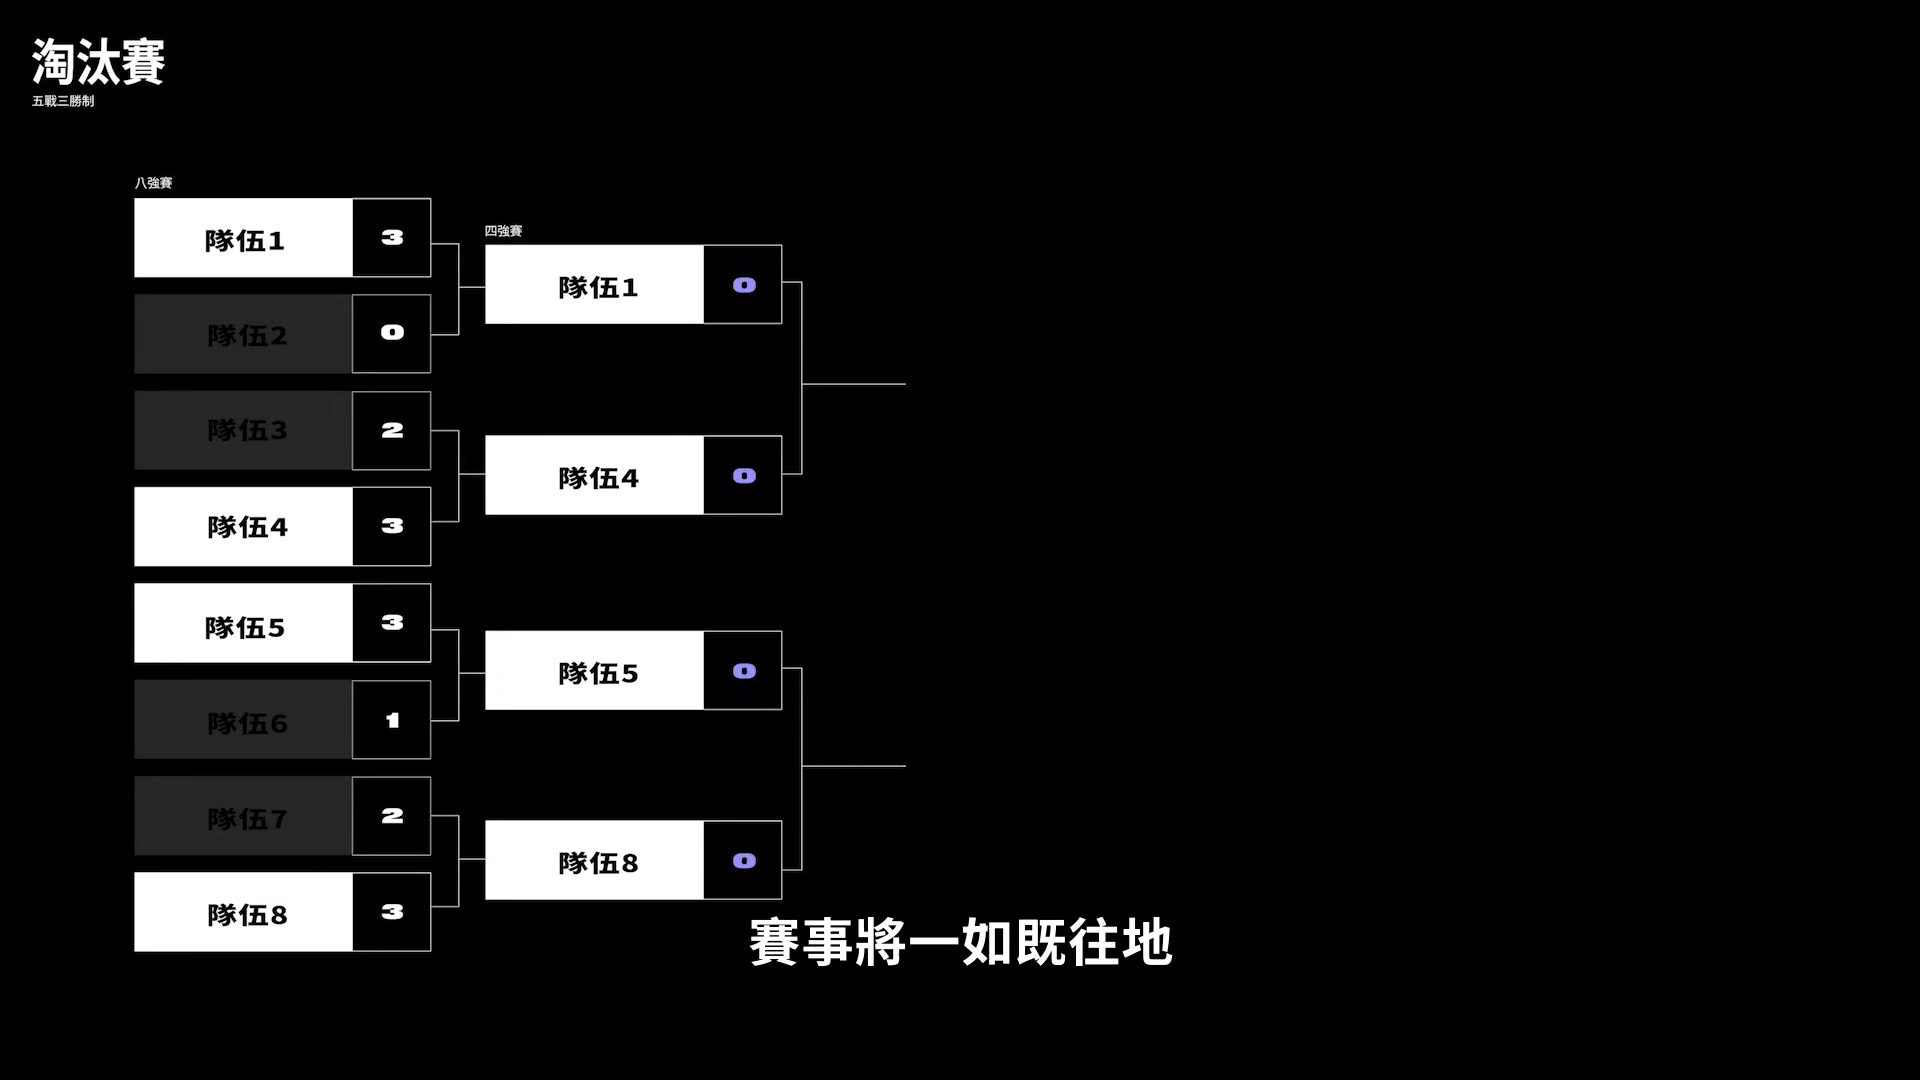 淘汰賽
五戰三勝制
八強賽
隊伍1 3
隊伍2 0
隊伍3 2
隊伍4 3
隊伍5 3
隊伍6 1
隊伍7 2
隊伍8 3
四強賽
隊伍1 0
隊伍4 0
隊伍5 0
隊伍8 0
賽事將一如既往地